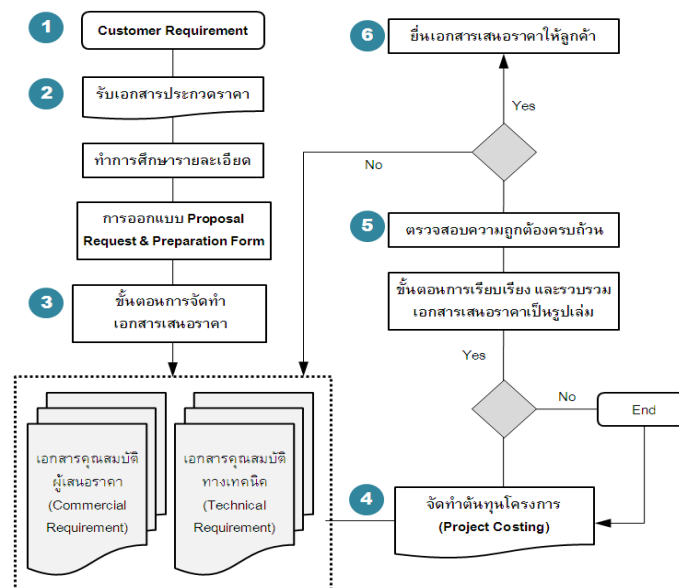 1
Customer Requirement
2
รับเอกสารประกวดราคา
ทำการศึกษารายละเอียด
การออกแบบ Proposal
Request & Preparation Form
3
ขั้นตอนการจัดทำ
เอกสารเสนอราคา
เอกสารคุณสมบัติ
ผู้เสนอราคา
(Commercial
Requirement)
เอกสารคุณสมบัติ
ทางเทคนิค
(Technical
Requirement)
4
จัดทำต้นทุนโครงการ
(Project Costing)
No
End
Yes
ขั้นตอนการเรียบเรียง และรวบรวม
เอกสารเสนอราคาเป็นรูปเล่ม
5
ตรวจสอบความถูกต้องครบถ้วน
No
Yes
6
ยื่นเอกสารเสนอราคาให้ลูกค้า